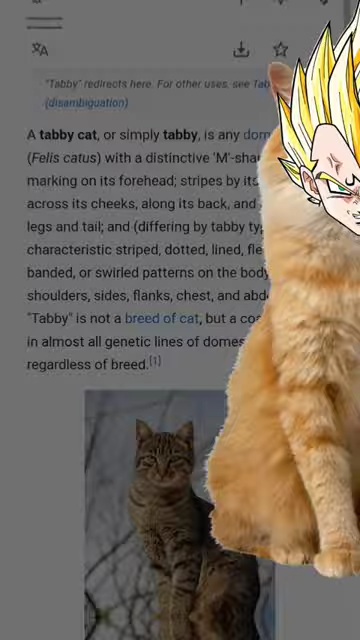 "Tabby" redirects here. For other uses, see Tab
(disambiguation)
A tabby cat, or simply tabby, is any dom
(Felis catus) with a distinctive 'M'-sha
marking on its forehead; stripes by its
across its cheeks, along its back, and
legs and tail; and (differing by tabby ty
characteristic striped, dotted, lined, fle
banded, or swirled patterns on the body
shoulders, sides, flanks, chest, and abd
"Tabby" is not a breed of cat, but a coa
in almost all genetic lines of domes
regardless of breed.[1]